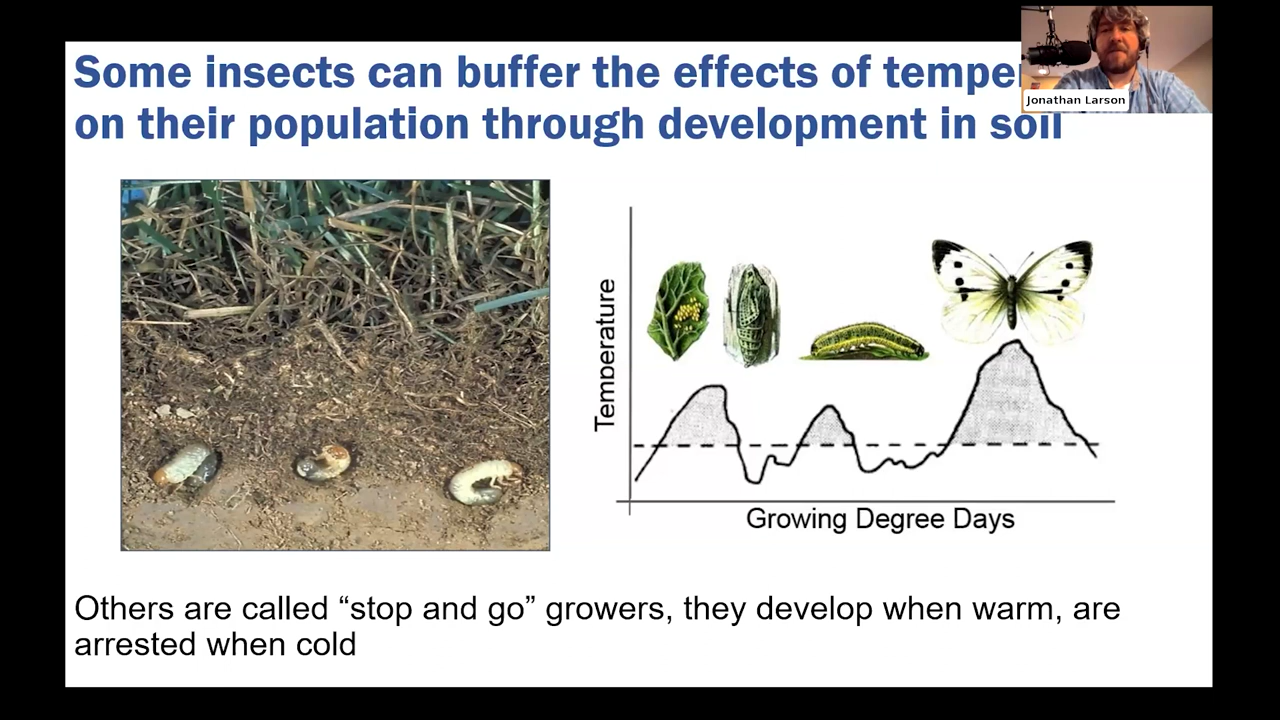 Some insects can buffer the effects of
on their population through development in soil
Jonathan Larson
Temperature
Growing Degree Days
Others are called “stop and go” growers, they develop when warm, are
arrested when cold